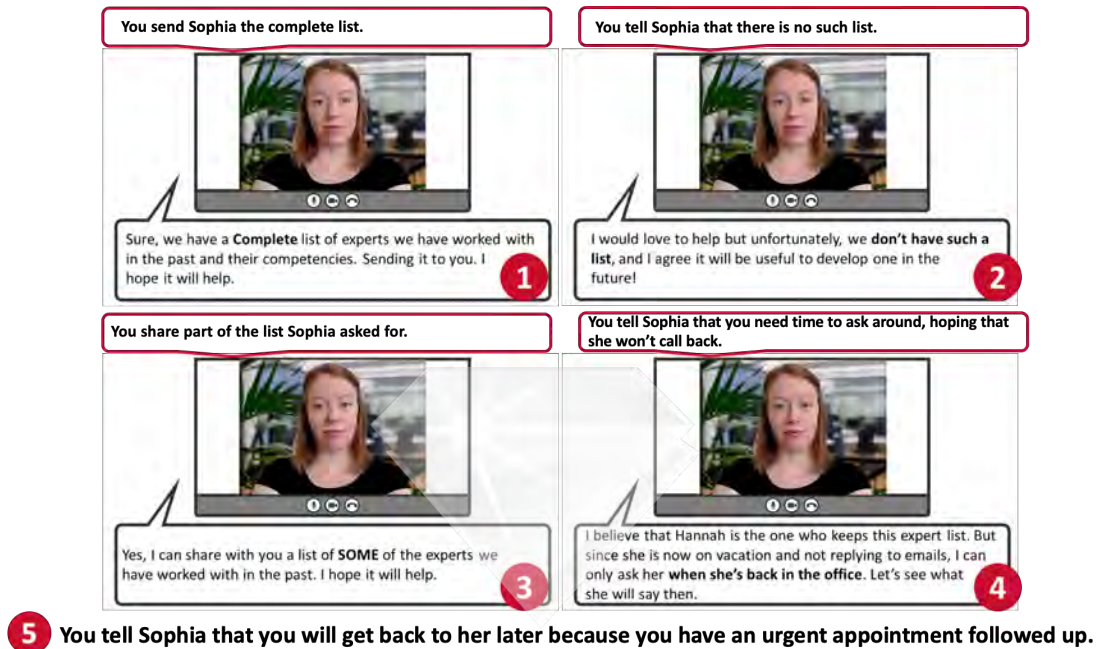 You send Sophia the complete list.
You tell Sophia that there is no such list.
Sure, we have a Complete list of experts we have worked with
in the past and their competencies. Sending it to you. I
hope it will help.
1
I would love to help but unfortunately, we don't have such a
list, and I agree it will be useful to develop one in the
future!
2
You share part of the list Sophia asked for.
You tell Sophia that you need time to ask around, hoping that
she won't call back.
Yes, I can share with you a list of SOME of the experts we
have worked with in the past. I hope it will help.
3
I believe that Hannah is the one who keeps this expert list. But
since she is now on vacation and not replying to emails, I can
only ask her when she's back in the office. Let's see what
she will say then.
4
5 You tell Sophia that you will get back to her later because you have an urgent appointment followed up.